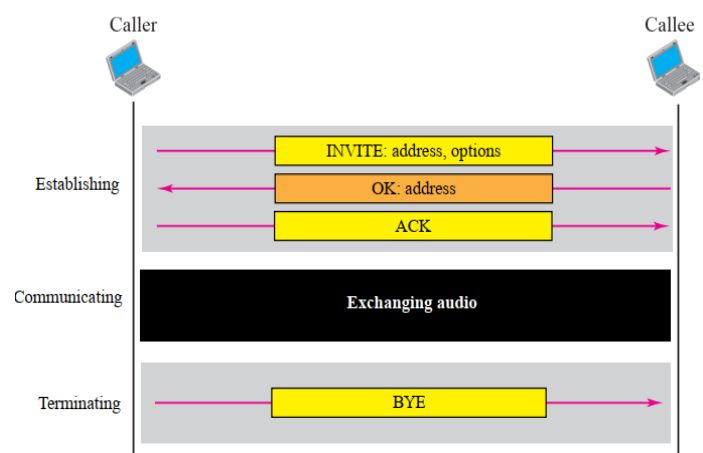 Caller
Callee
INVITE: address, options
Establishing
OK: address
ACK
Communicating
Exchanging audio
Terminating
BYE